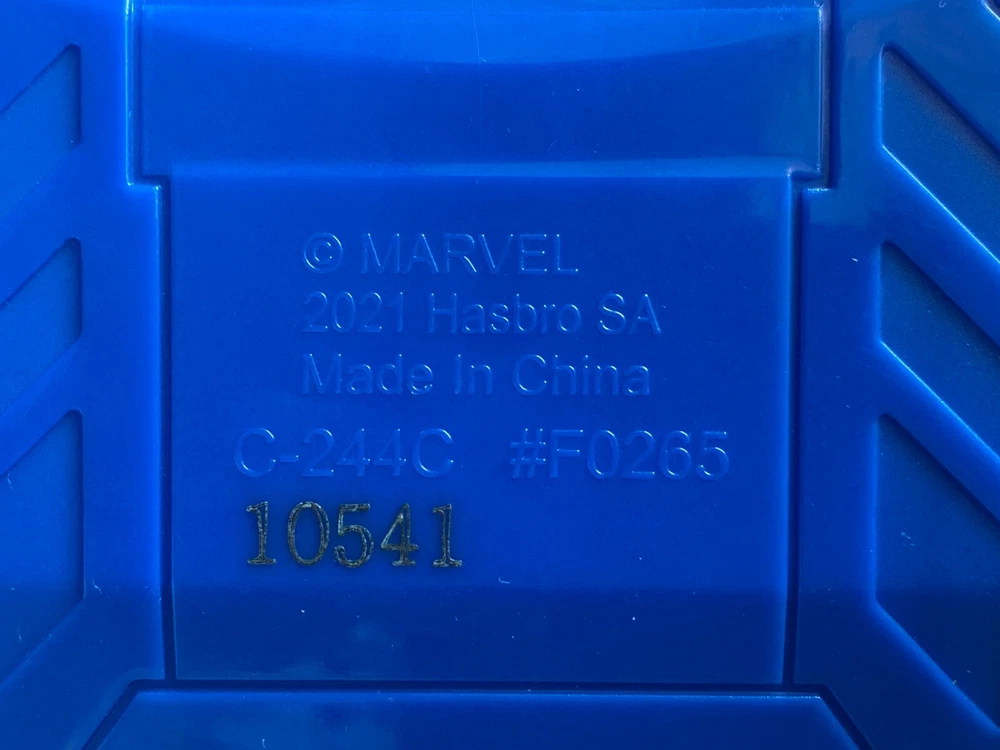 © MARVEL
2021 Hasbro SA
Made In China
C-244C #F0265
10541